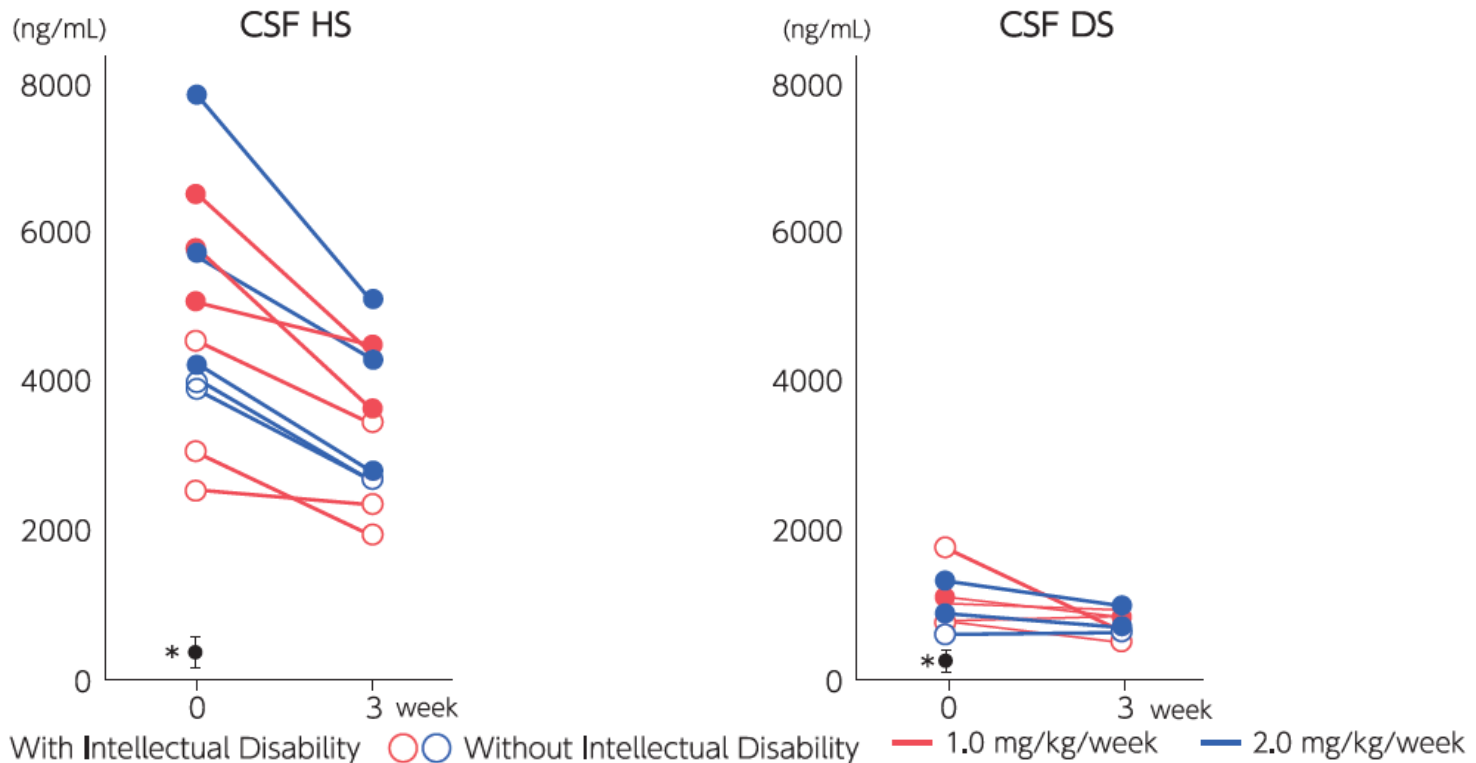 CSF HS
(ng/mL)
8000
6000
4000
2000
0
*
0 3 week
CSF DS
(ng/mL)
8000
6000
4000
2000
0
*
0 3 week
With Intellectual Disability Without Intellectual Disability 1.0 mg/kg/week 2.0 mg/kg/week